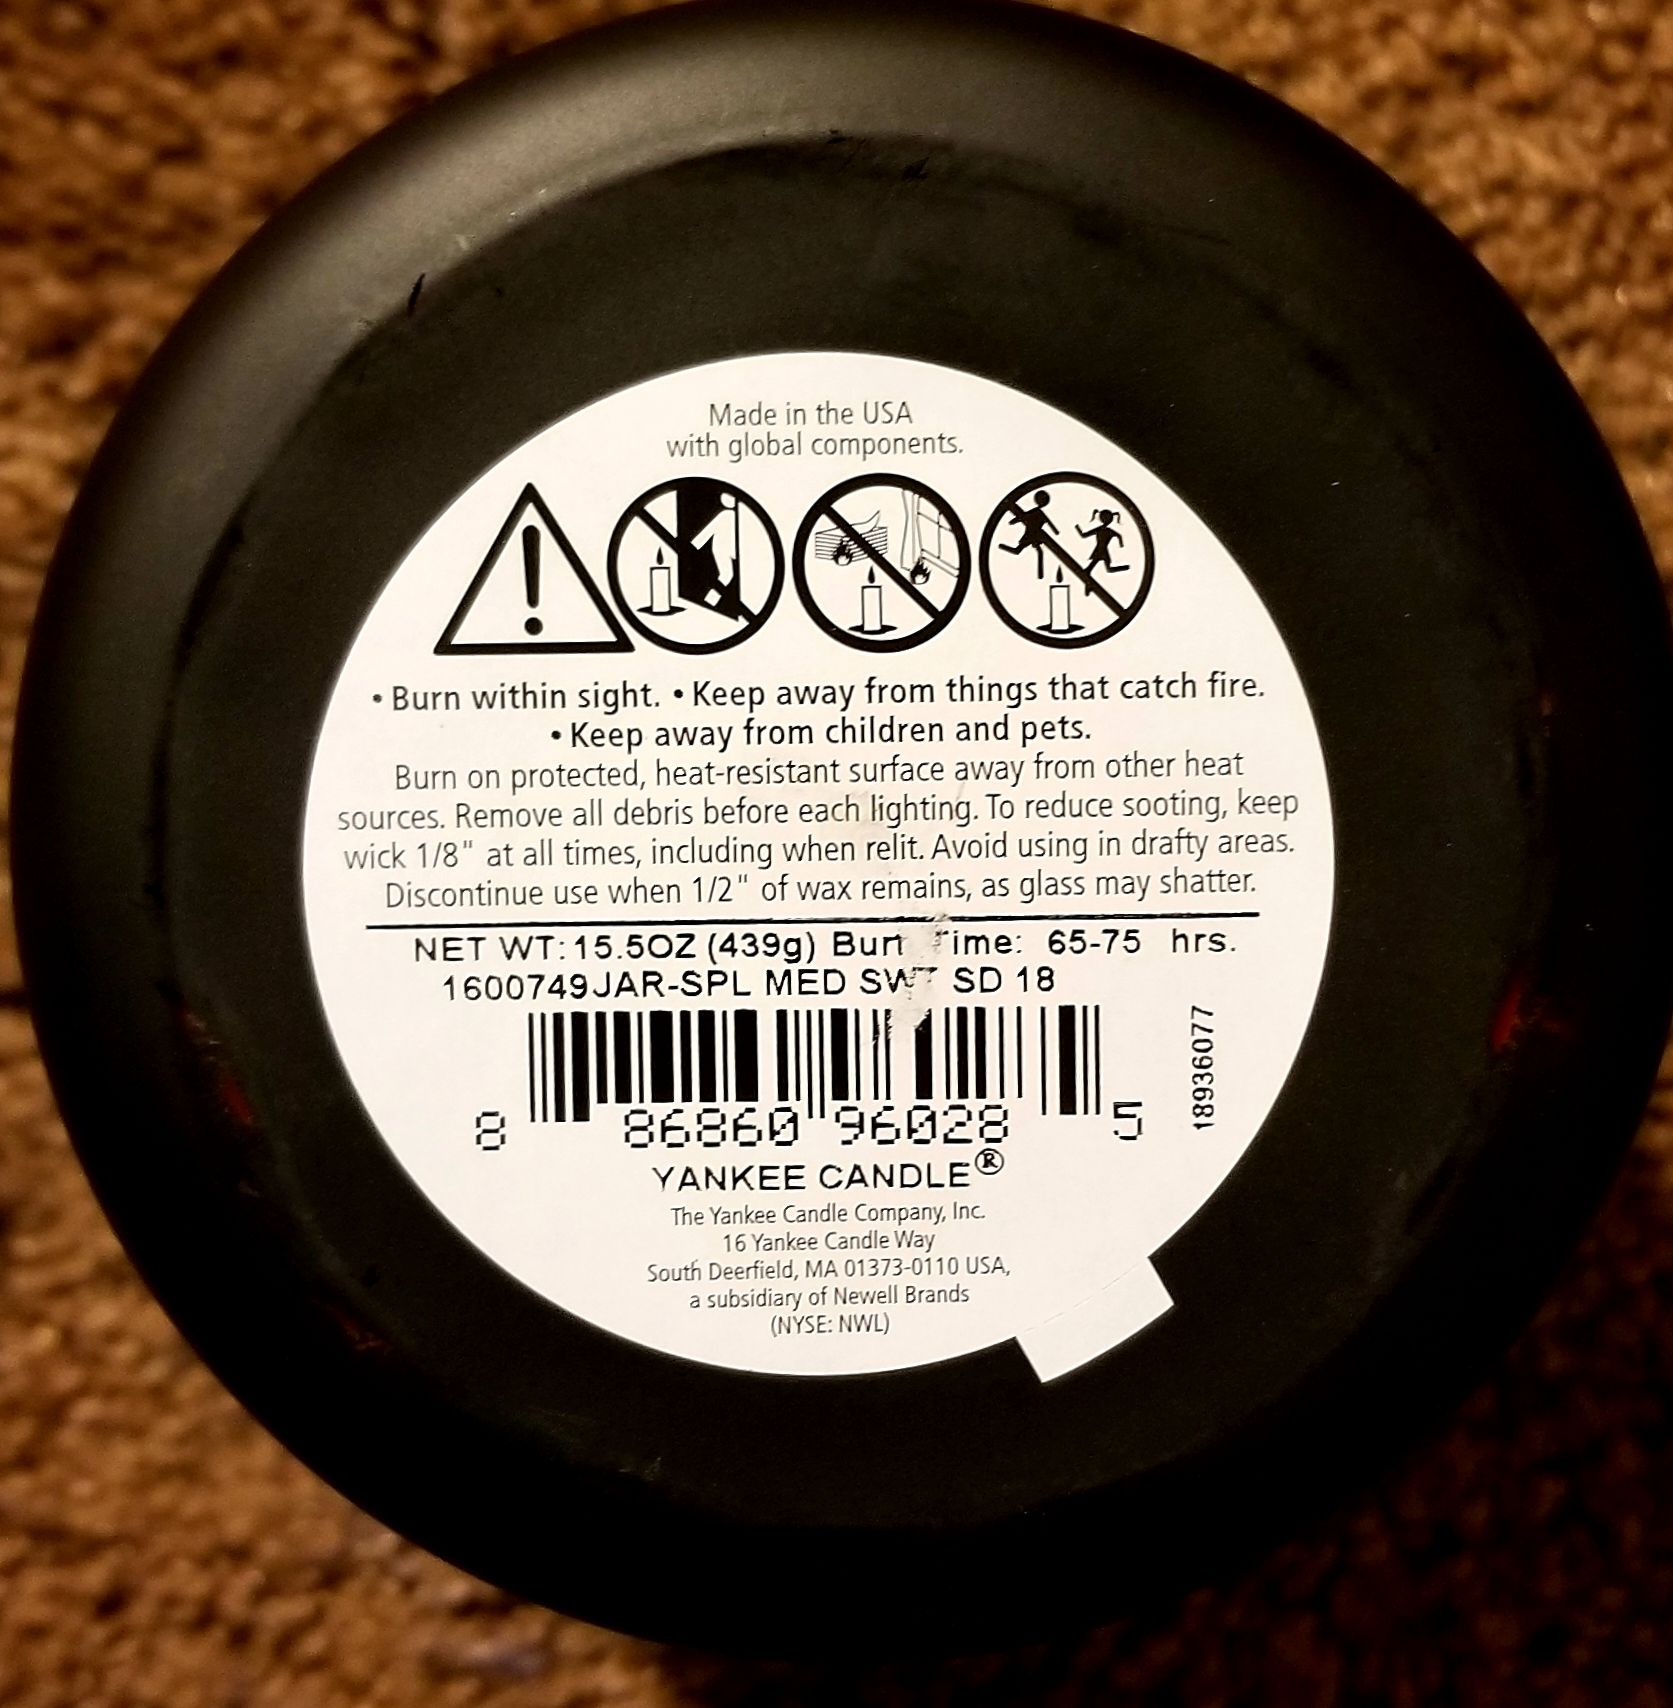 Made in the USA
with global components.
• Burn within sight. • Keep away from things that catch fire.
• Keep away from children and pets.
Burn on protected, heat-resistant surface away from other heat
sources. Remove all debris before each lighting. To reduce sooting, keep
wick 1/8" at all times, including when relit. Avoid using in drafty areas.
Discontinue use when 1/2" of wax remains, as glass may shatter.
NET WT: 15.5OZ (439g) Burn Time: 65-75 hrs.
1600749JAR-SPL MED SWT SD 18
8 86860 96028 5
18936077
YANKEE CANDLE®
The Yankee Candle Company, Inc.
16 Yankee Candle Way
South Deerfield, MA 01373-0110 USA,
a subsidiary of Newell Brands
(NYSE: NWL)